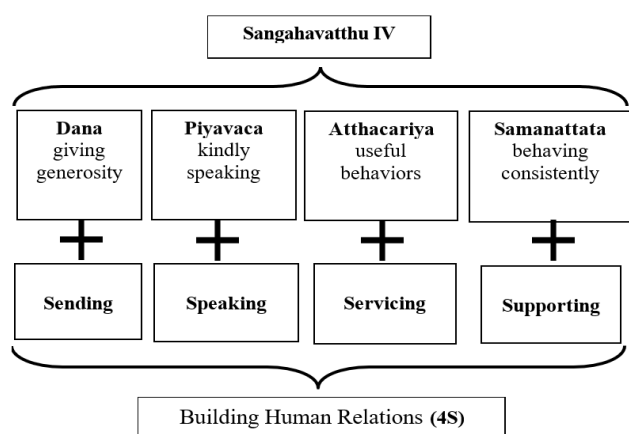 Sangahavatthu IV
Dana
giving
generosity
Piyavaca
kindly
speaking
Atthacariya
useful
behaviors
Samanattata
behaving
consistently
Sending
Speaking
Servicing
Supporting
Building Human Relations (4S)